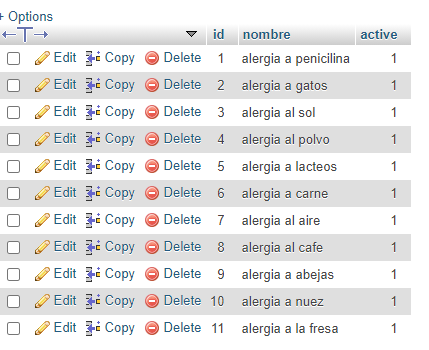 + Options
id nombre active
Edit Copy Delete 1 alergia a penicilina 1
Edit Copy Delete 2 alergia a gatos 1
Edit Copy Delete 3 alergia al sol 1
Edit Copy Delete 4 alergia al polvo 1
Edit Copy Delete 5 alergia a lacteos 1
Edit Copy Delete 6 alergia a carne 1
Edit Copy Delete 7 alergia al aire 1
Edit Copy Delete 8 alergia al cafe 1
Edit Copy Delete 9 alergia a abejas 1
Edit Copy Delete 10 alergia a nuez 1
Edit Copy Delete 11 alergia a la fresa 1